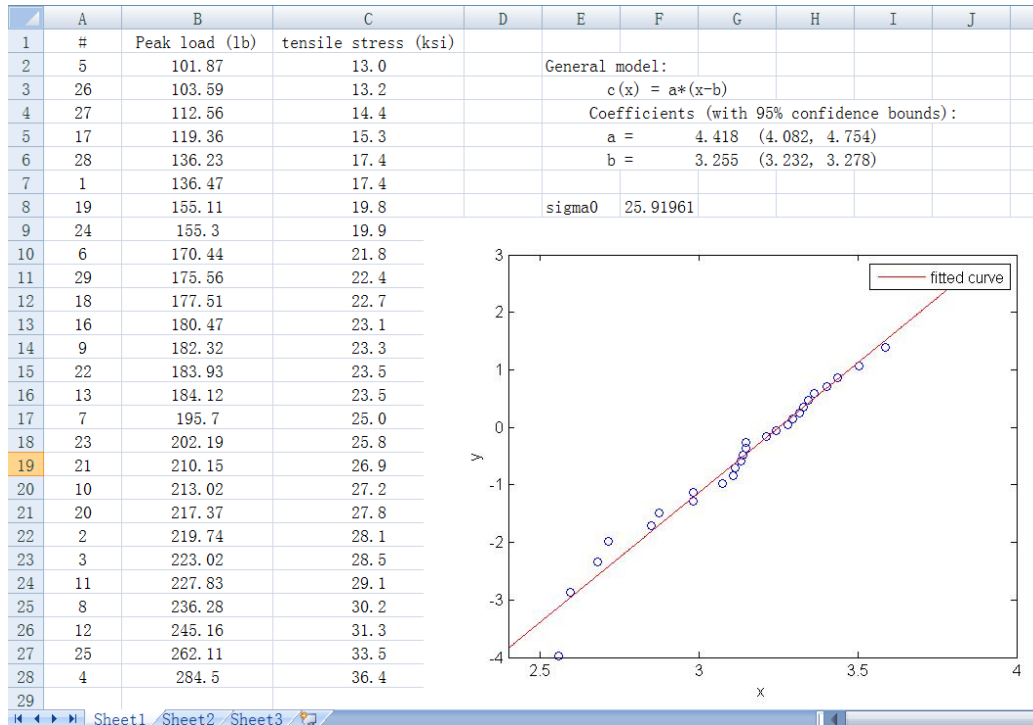 A B C D E F G H I J
1 # Peak load (lb) tensile stress (ksi)
2 5 101.87 13.0 General model:
3 26 103.59 13.2 c(x) = a*(x-b)
4 27 112.56 14.4 Coefficients (with 95% confidence bounds):
5 17 119.36 15.3 a = 4.418 (4.082, 4.754)
6 28 136.23 17.4 b = 3.255 (3.232, 3.278)
7 1 136.47 17.4
8 19 155.11 19.8 sigma0 25.91961
9 24 155.3 19.9
10 6 170.44 21.8
11 29 175.56 22.4
12 18 177.51 22.7
13 16 180.47 23.1
14 9 182.32 23.3
15 22 183.93 23.5
16 13 184.12 23.5
17 7 195.7 25.0
18 23 202.19 25.8
19 21 210.15 26.9
20 10 213.02 27.2
21 20 217.37 27.8
22 2 219.74 28.1
23 3 223.02 28.5
24 11 227.83 29.1
25 8 236.28 30.2
26 12 245.16 31.3
27 25 262.11 33.5
28 4 284.5 36.4
29
fitted curve
3
2
1
0
-1
-2
-3
-4
y
2.5 3 3.5 4
x
Sheet1 Sheet2 Sheet3